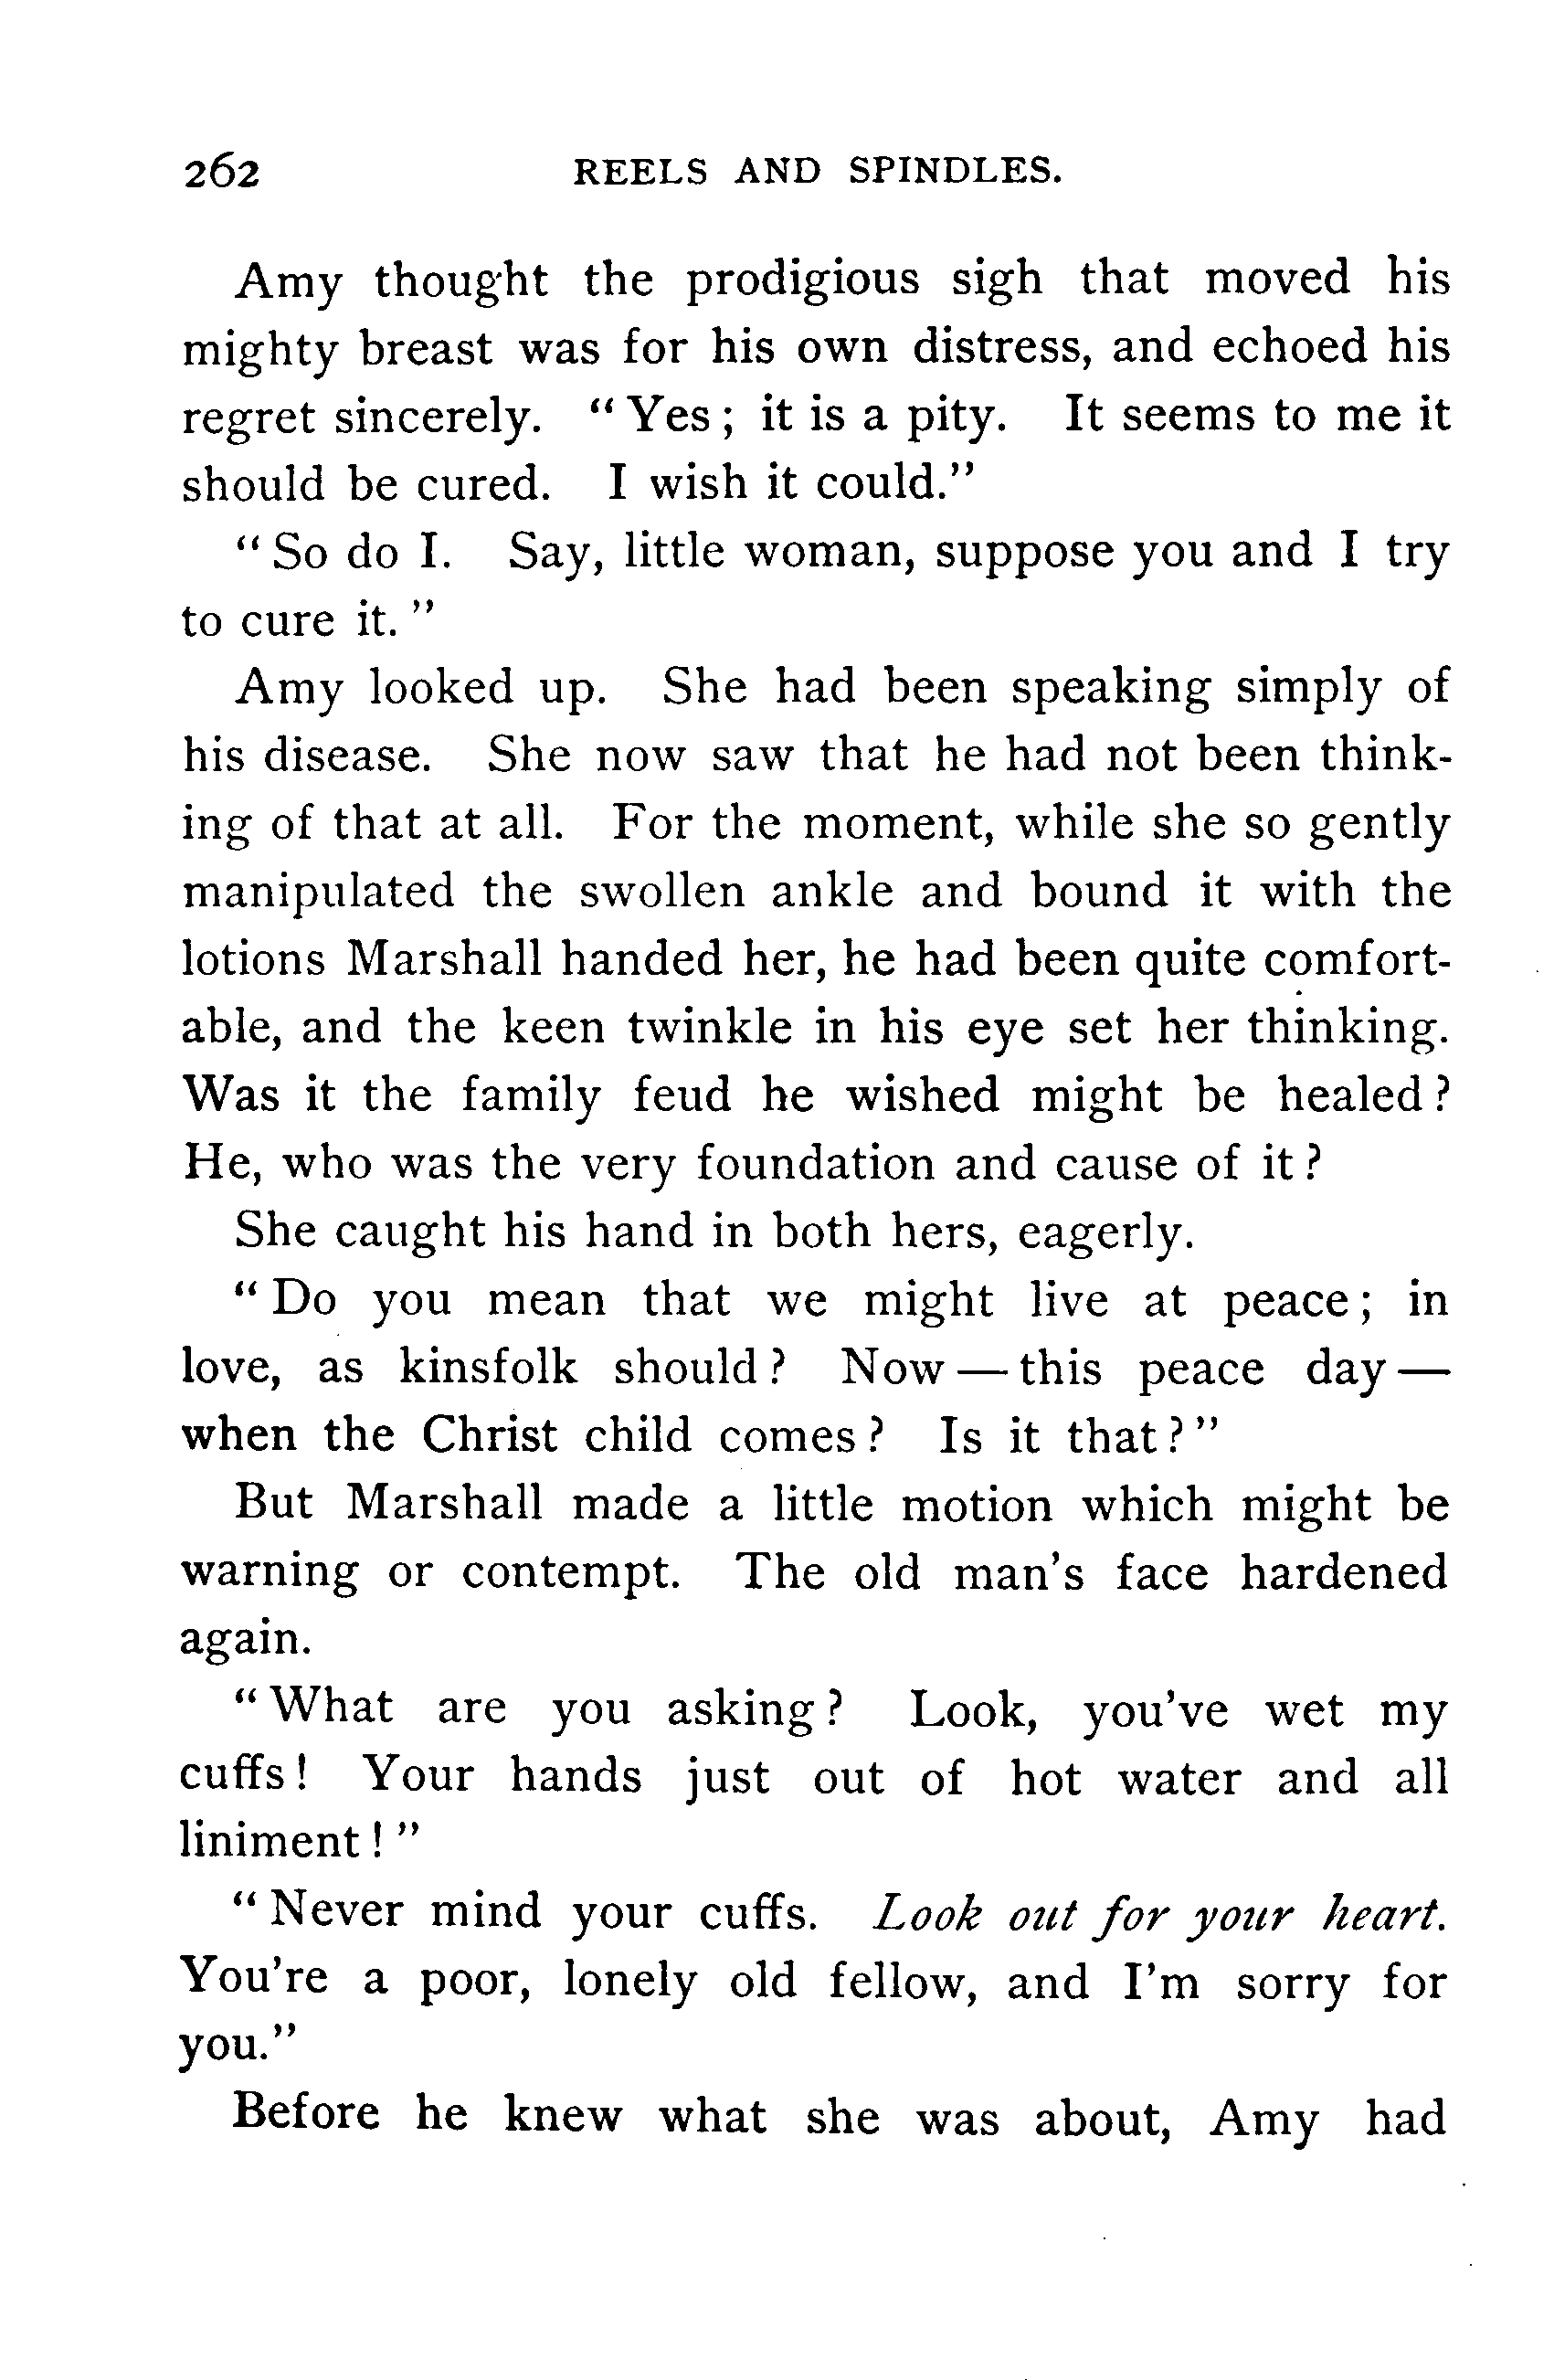 262 REELS AND SPINDLES.
Amy thought the prodigious sigh that moved his
mighty breast was for his own distress, and echoed his
regret sincerely. “Yes; it is a pity. It seems to me it
should be cured. I wish it could.”
“So do I. Say, little woman, suppose you and I try
to cure it.”
Amy looked up. She had been speaking simply of
his disease. She now saw that he had not been think-
ing of that at all. For the moment, while she so gently
manipulated the swollen ankle and bound it with the
lotions Marshall handed her, he had been quite comfort-
able, and the keen twinkle in his eye set her thinking.
Was it the family feud he wished might be healed?
He, who was the very foundation and cause of it?
She caught his hand in both hers, eagerly.
“Do you mean that we might live at peace; in
love, as kinsfolk should? Now — this peace day —
when the Christ child comes? Is it that?”
But Marshall made a little motion which might be
warning or contempt. The old man’s face hardened
again.
“What are you asking? Look, you’ve wet my
cuffs! Your hands just out of hot water and all
liniment!”
“Never mind your cuffs. Look out for your heart.
You’re a poor, lonely old fellow, and I’m sorry for
you.”
Before he knew what she was about, Amy had